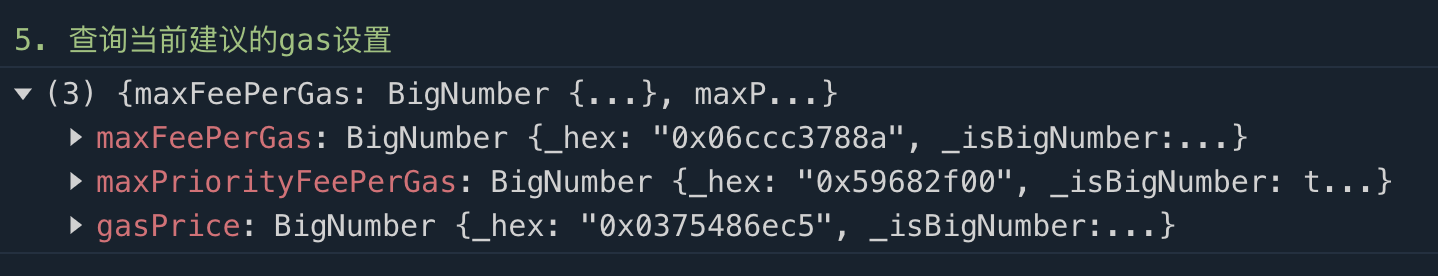 5. 查询当前建议的gas设置
(3) {maxFeePerGas: BigNumber {...}, maxP...}
maxFeePerGas: BigNumber {_hex: "0x06ccc3788a", _isBigNumber:...}
maxPriorityFeePerGas: BigNumber {_hex: "0x59682f00", _isBigNumber: t...}
gasPrice: BigNumber {_hex: "0x0375486ec5", _isBigNumber:...}